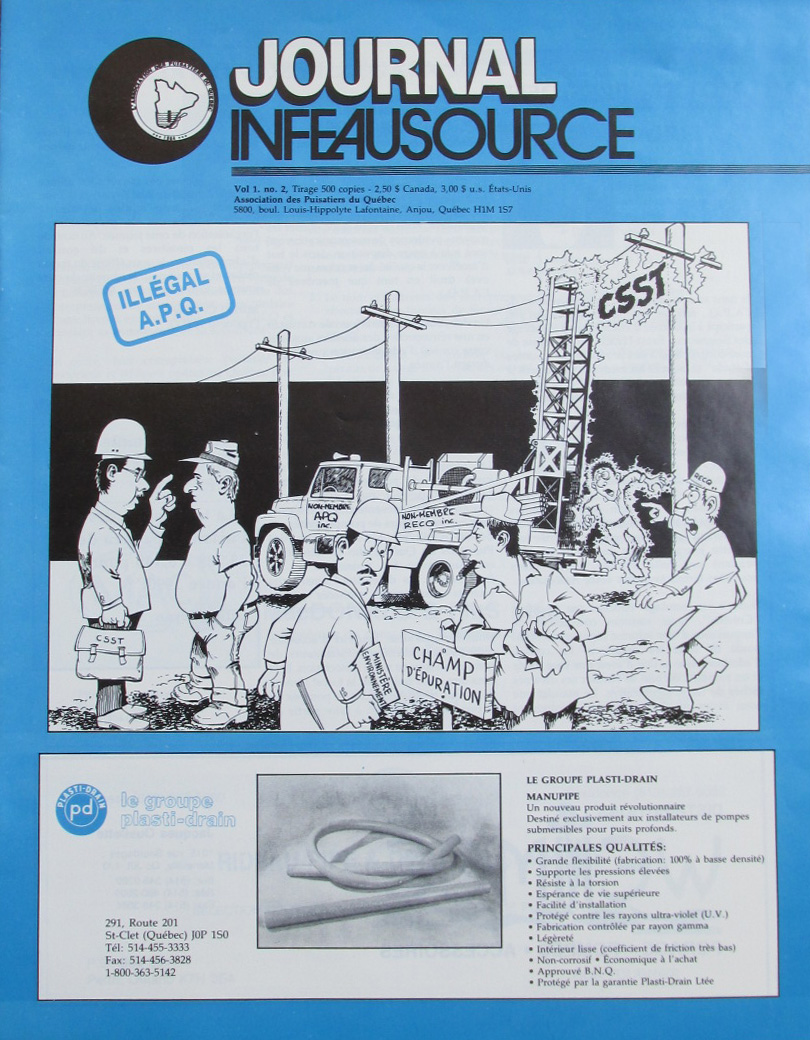 L'ASSOCIATION DES PUISATIERS DU QUÉBEC
JOURNAL
INFEAUSOURCE
Vol 1. no. 2, Tirage 500 copies - 2,50 $ Canada, 3,00 $ u.s. États-Unis
Association des Puisatiers du Québec
5800, boul. Louis-Hippolyte Lafontaine, Anjou, Québec H1M 1S7
ILLÉGAL
A.P.Q.
CSST
RECQ
NON-MEMBRE
APQ
inc.
NON-MEMBRE
RECQ inc.
CSST
MINISTÈRE
ENVIRONNEMENT
CHAMP
D'ÉPURATION
PLASTI-DRAIN
pd
le groupe
plasti-drain
291, Route 201
St-Clet (Québec) J0P 1S0
Tél: 514-455-3333
Fax: 514-456-3828
1-800-363-5142
LE GROUPE PLASTI-DRAIN
MANUPIPE
Un nouveau produit révolutionnaire
Destiné exclusivement aux installateurs de pompes
submersibles pour puits profonds.
PRINCIPALES QUALITÉS:
• Grande flexibilité (fabrication: 100% à basse densité)
• Supporte les pressions élevées
• Résiste à la torsion
• Espérance de vie supérieure
• Facilité d'installation
• Protégé contre les rayons ultra-violet (U.V.)
• Fabrication contrôlée par rayon gamma
• Légèreté
• Intérieur lisse (coefficient de friction très bas)
• Non-corrosif • Économique à l'achat
• Approuvé B.N.Q.
• Protégé par la garantie Plasti-Drain Ltée